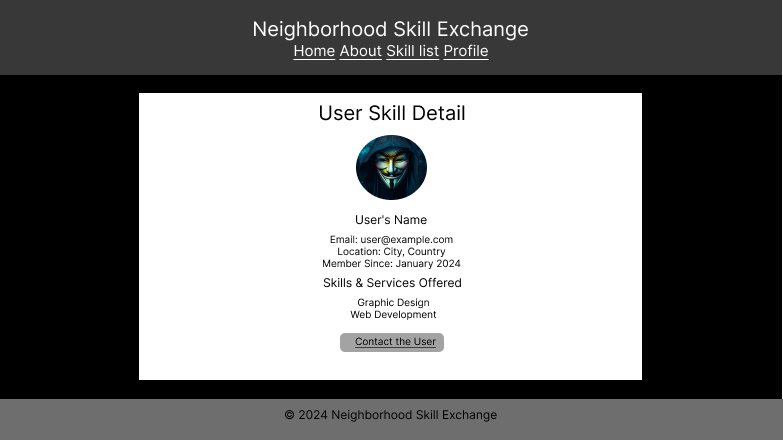 Neighborhood Skill Exchange
Home About Skill list Profile
User Skill Detail
User's Name
Email: user@example.com
Location: City, Country
Member Since: January 2024
Skills & Services Offered
Graphic Design
Web Development
Contact the User
© 2024 Neighborhood Skill Exchange